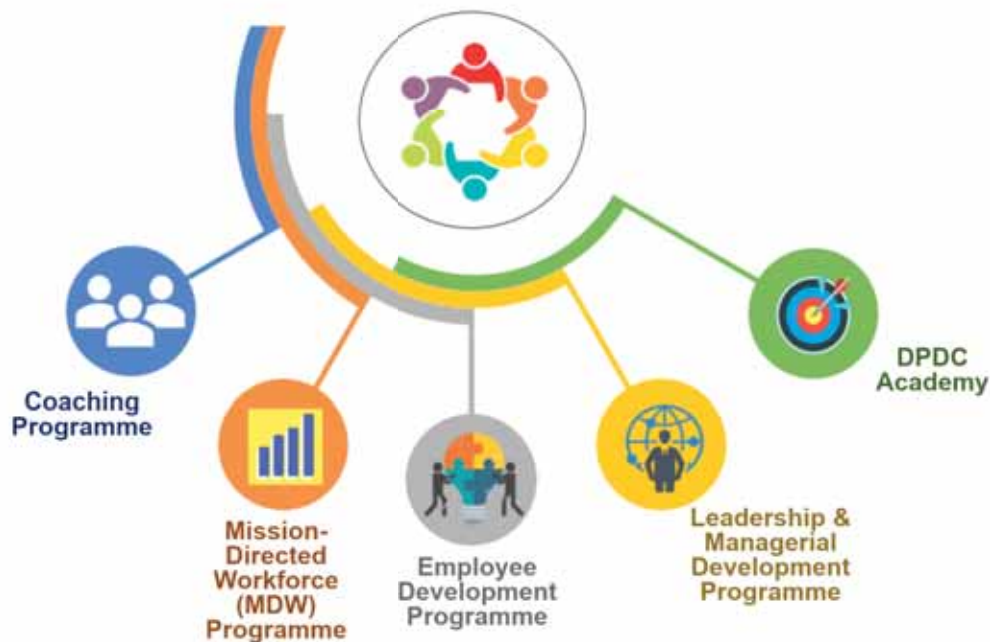 Coaching
Programme
Mission-
Directed
Workforce
(MDW)
Programme
Employee
Development
Programme
Leadership &
Managerial
Development
Programme
DPDC
Academy